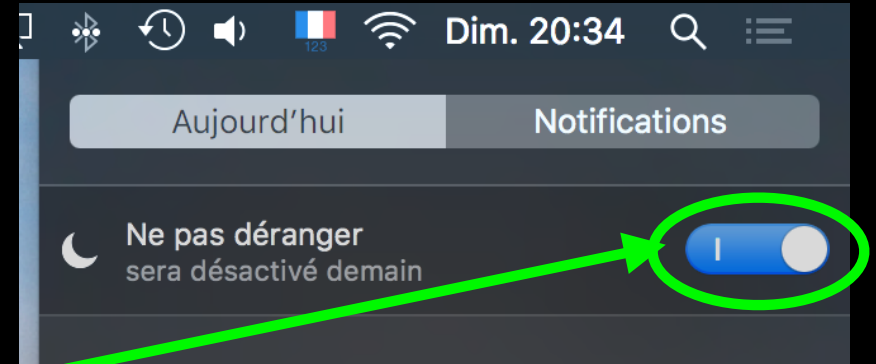 123
Dim. 20:34
Aujourd'hui
Notifications
Ne pas déranger
sera désactivé demain